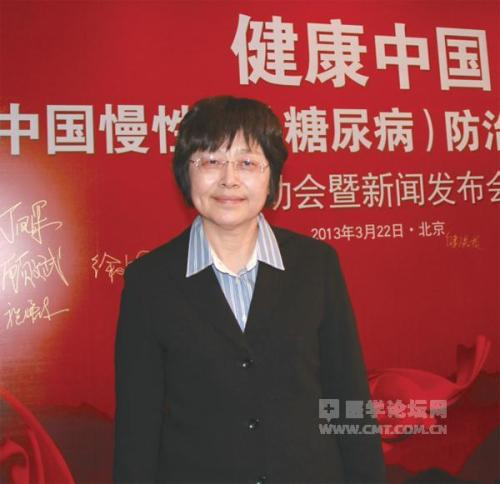 健康中国
中国慢性 糖尿病）防治
动会暨新闻发布会
2013年3月22日·北京
医学论坛网
WWW.CMT.COM.CN